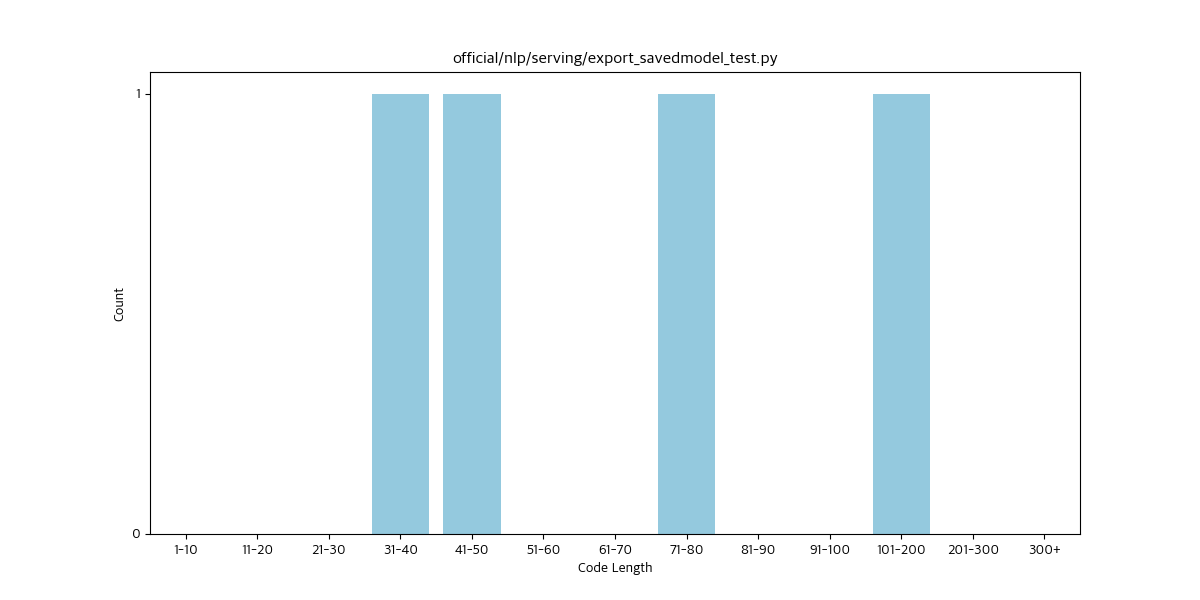 official/nlp/serving/export_savedmodel_test.py
1
Count
0
1-10 11-20 21-30 31-40 41-50 51-60 61-70 71-80 81-90 91-100 101-200 201-300 300+
Code Length